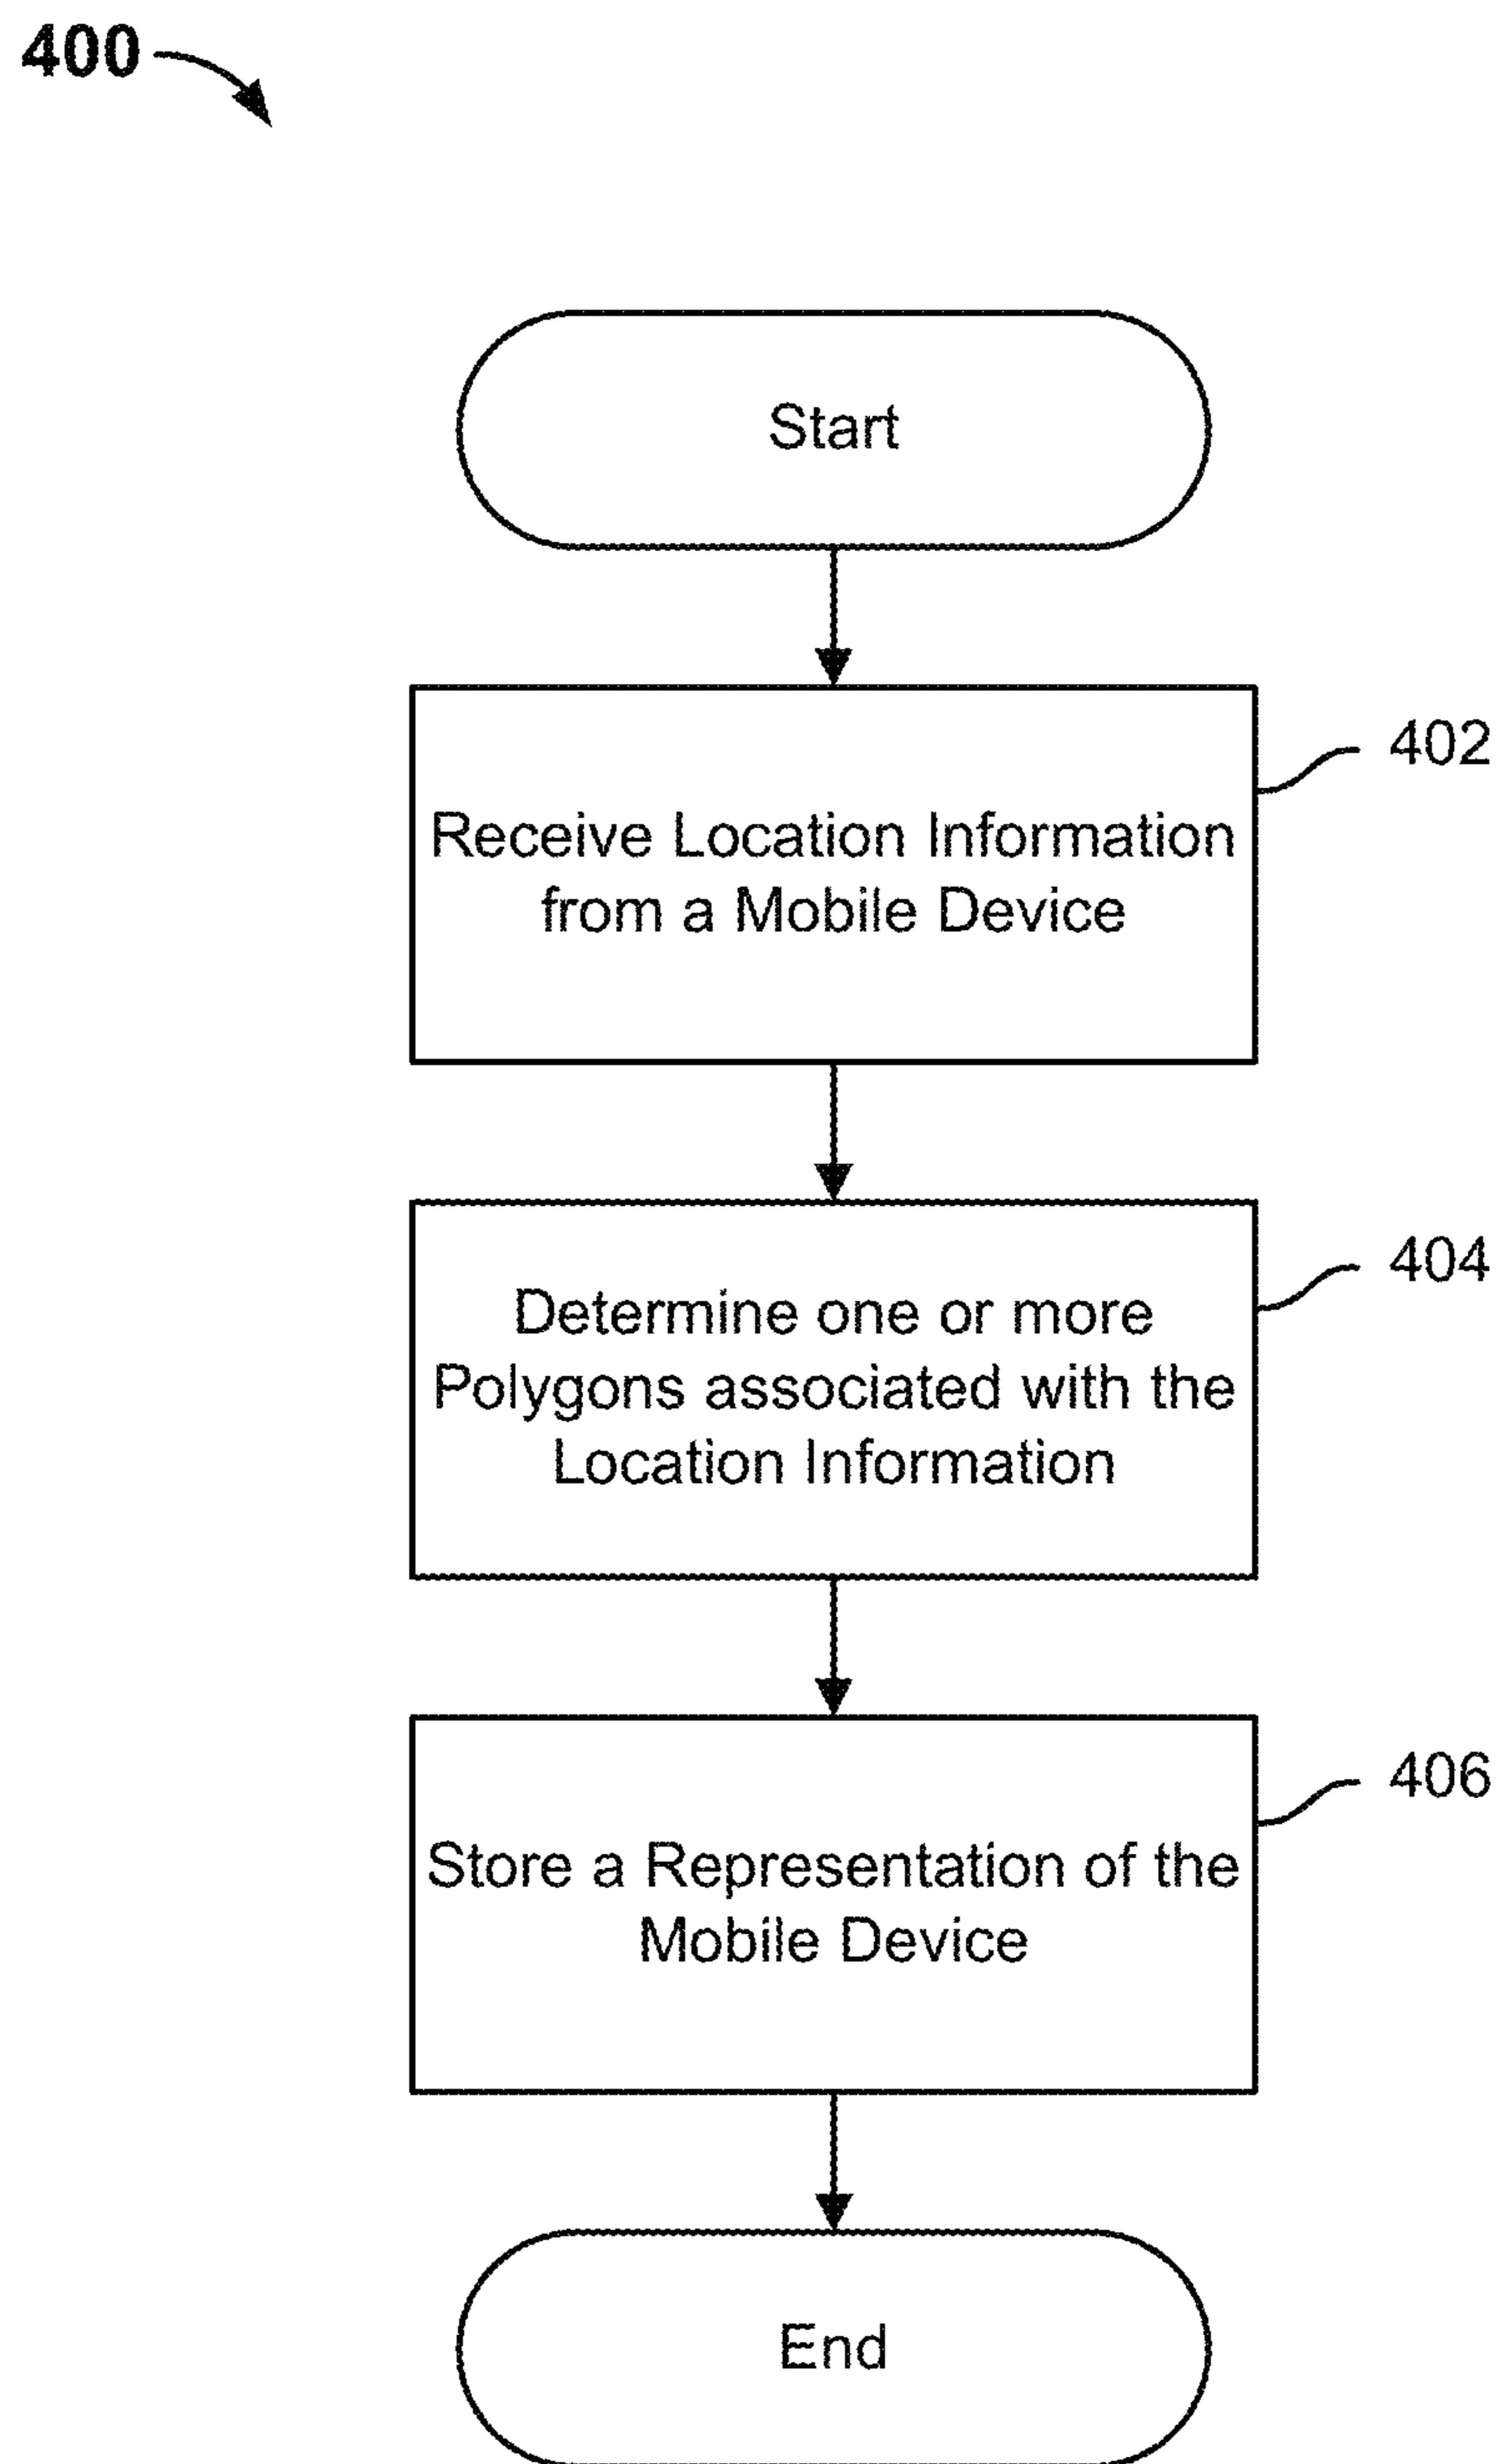 400
Start
402
Receive Location Information
from a Mobile Device
404
Determine one or more
Polygons associated with the
Location Information
406
Store a Representation of the
Mobile Device
End